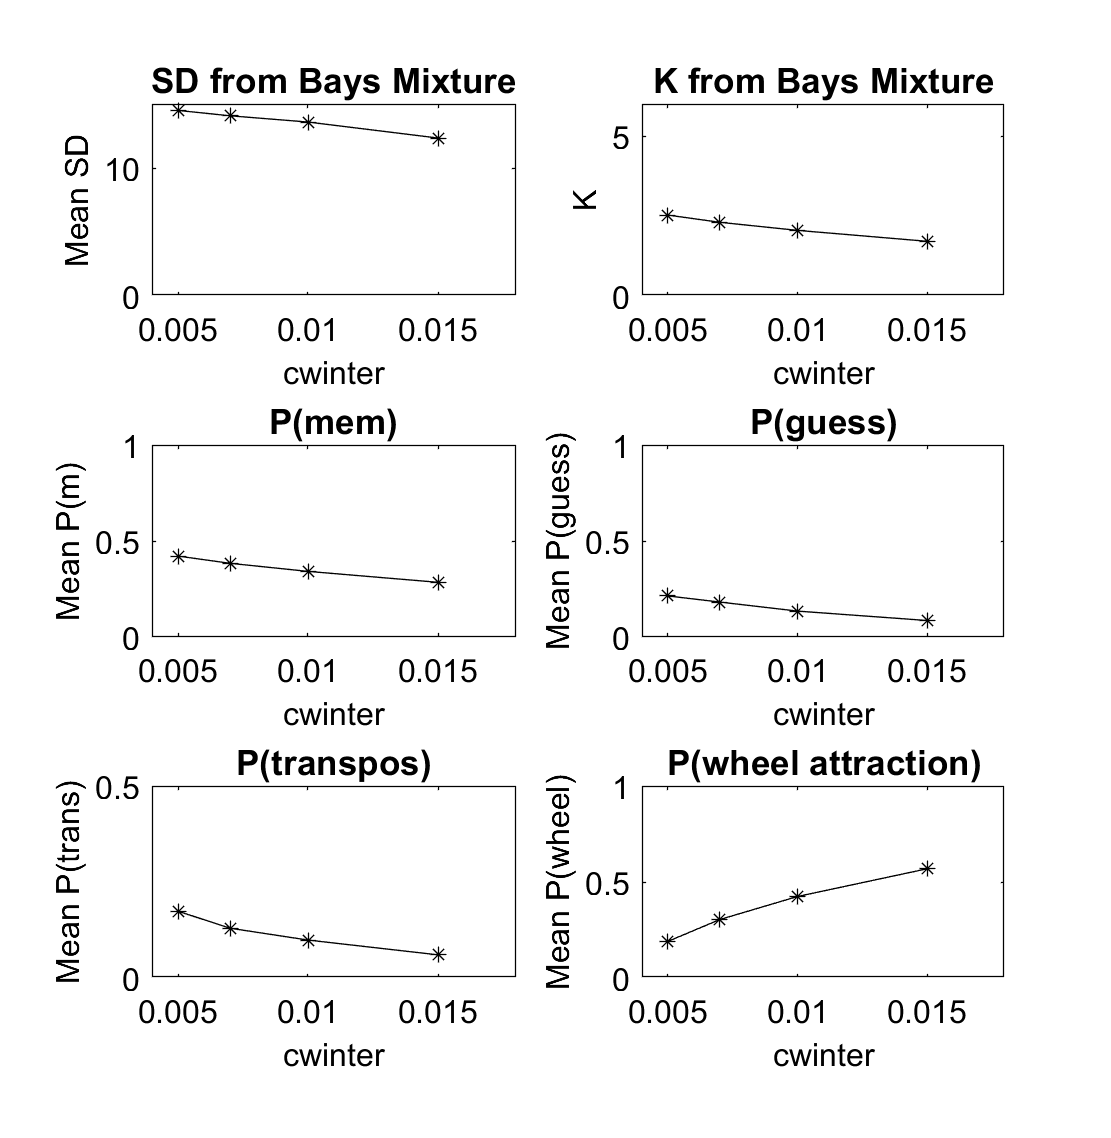 SD from Bays Mixture
Mean SD
10
0
0.005 0.01 0.015
cwinter
K from Bays Mixture
K
5
0
0.005 0.01 0.015
cwinter
P(mem)
Mean P(m)
1
0.5
0
0.005 0.01 0.015
cwinter
P(guess)
Mean P(guess)
1
0.5
0
0.005 0.01 0.015
cwinter
P(transpos)
Mean P(trans)
0.5
0
0.005 0.01 0.015
cwinter
P(wheel attraction)
Mean P(wheel)
1
0.5
0
0.005 0.01 0.015
cwinter